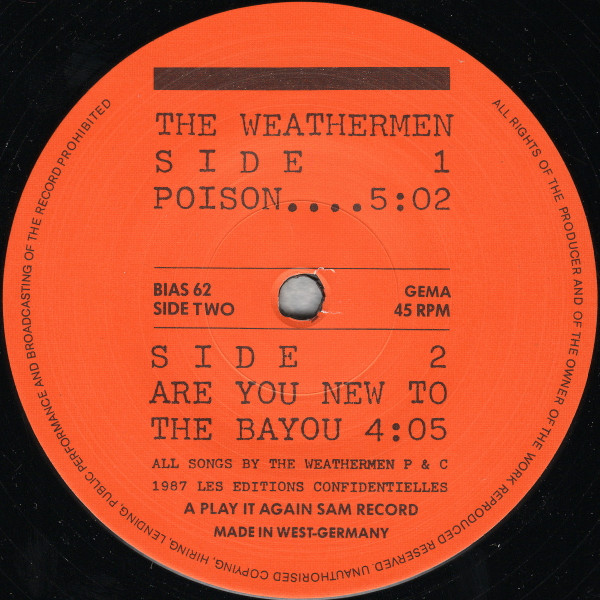 THE WEATHERMEN
SIDE 1
POISON....5:02
BIAS 62 GEMA
SIDE TWO 45 RPM
SIDE 2
ARE YOU NEW TO
THE BAYOU 4:05
ALL SONGS BY THE WEATHERMEN P & C
1987 LES EDITIONS CONFIDENTIELLES
A PLAY IT AGAIN SAM RECORD
MADE IN WEST-GERMANY
ALL RIGHTS OF THE PRODUCER AND OF THE OWNER OF THE WORK REPRODUCED RESERVED. UNAUTHORISED COPYING, HIRING, LENDING, PUBLIC PERFORMANCE AND BROADCASTING OF THE RECORD PROHIBITED